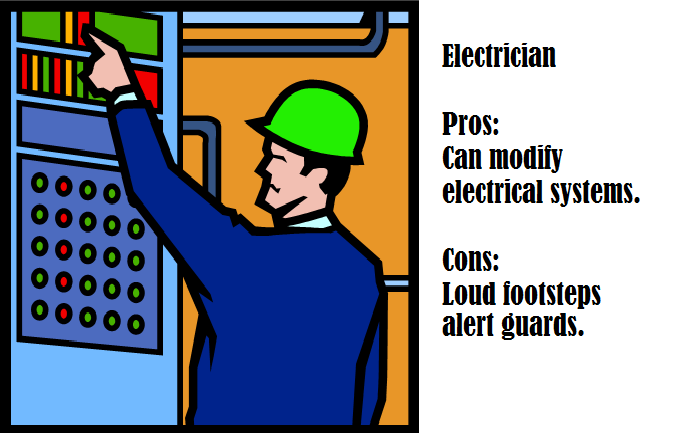 Electrician
Pros:
Can modify
electrical systems.
Cons:
Loud footsteps
alert guards.